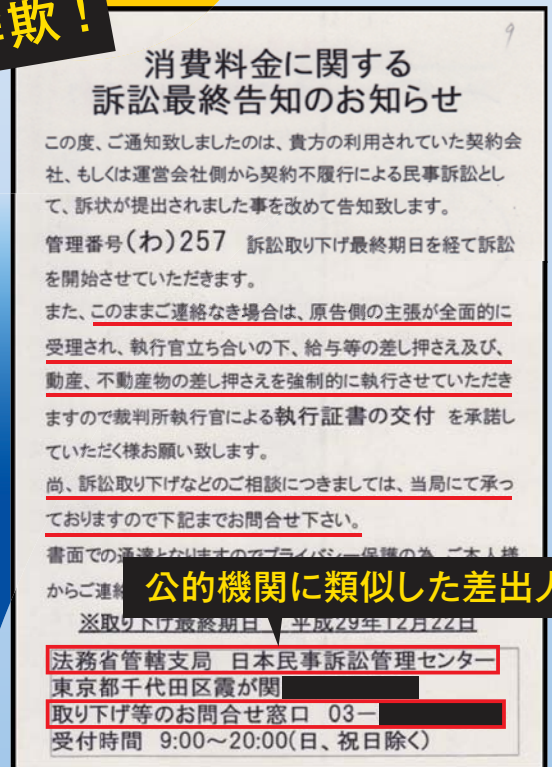 欺！
9
消費料金に関する
訴訟最終告知のお知らせ
この度、ご通知致しましたのは、貴方の利用されていた契約会
社、もしくは運営会社側から契約不履行による民事訴訟とし
て、訴状が提出されました事を改めて告知致します。
管理番号(わ)257 訴訟取り下げ最終期日を経て訴訟
を開始させていただきます。
また、このままご連絡なき場合は、原告側の主張が全面的に
受理され、執行官立ち合いの下、給与等の差し押さえ及び、
動産、不動産物の差し押さえを強制的に執行させていただき
ますので裁判所執行官による執行証書の交付 を承諾し
ていただく様お願い致します。
尚、訴訟取り下げなどのご相談につきましては、当局にて承っ
ておりますので下記までお問合せ下さい。
書面での通達となりますのでプライバシー保護の為、ご本人様
からご連絡
公的機関に類似した差出人
※取り下げ最終期日 平成29年12月22日
法務省管轄支局 日本民事訴訟管理センター
東京都千代田区霞が関
取り下げ等のお問合せ窓口 03－
受付時間 9:00～20:00(日、祝日除く)